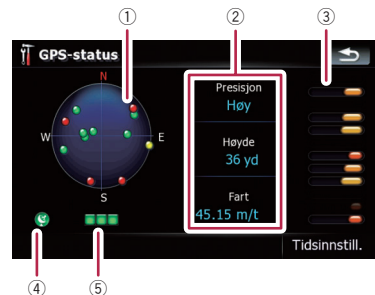 ① ② ③
GPS-status
N
W E
S
Presisjon
Høy
Høyde
36 yd
Fart
45.15 m/t
Tidsinnstill.
④ ⑤